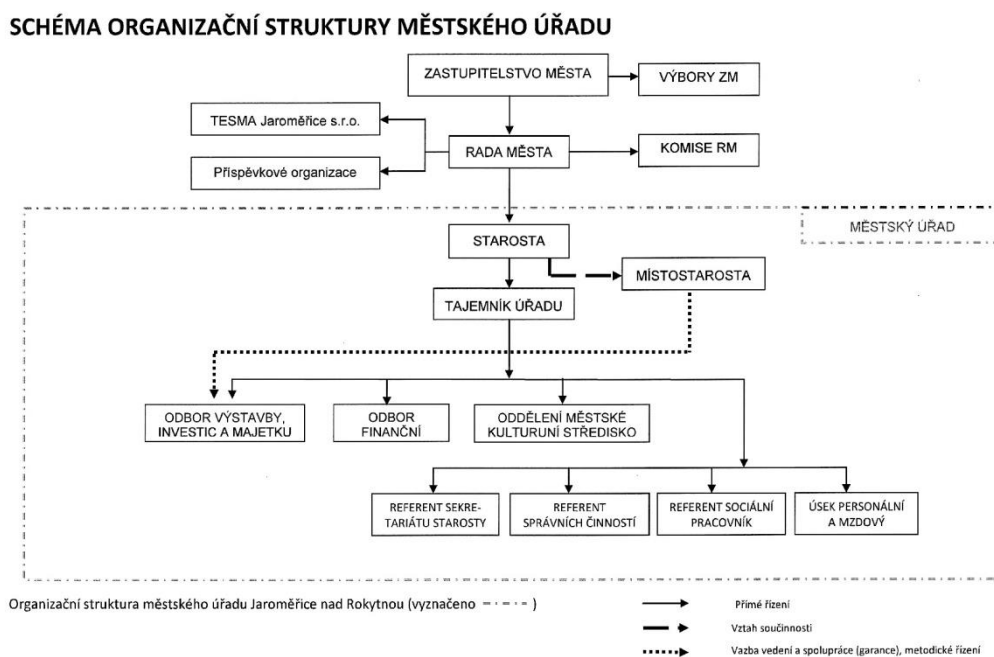 SCHÉMA ORGANIZAČNÍ STRUKTURY MĚSTSKÉHO ÚŘADU
ZASTUPITELSTVO MĚSTA
VÝBORY ZM
TESMA Jaroměřice s.r.o.
RADA MĚSTA
KOMISE RM
Příspěvkové organizace
MĚSTSKÝ ÚŘAD
STAROSTA
MÍSTOSTAROSTA
TAJEMNÍK ÚŘADU
ODBOR VÝSTAVBY,
INVESTIC A MAJETKU
ODBOR
FINANČNÍ
ODDĚLENÍ MĚSTSKÉ
KULTURUNÍ STŘEDISKO
REFERENT SEKRE-
TARIÁTU STAROSTY
REFERENT
SPRÁVNÍCH ČINNOSTÍ
REFERENT SOCIÁLNÍ
PRACOVNÍK
ÚSEK PERSONÁLNÍ
A MZDOVÝ
Organizační struktura městského úřadu Jaroměřice nad Rokytnou (vyznačeno )
Přímé řízení
Vztah součinnosti
Vazba vedení a spolupráce (garance), metodické řízení